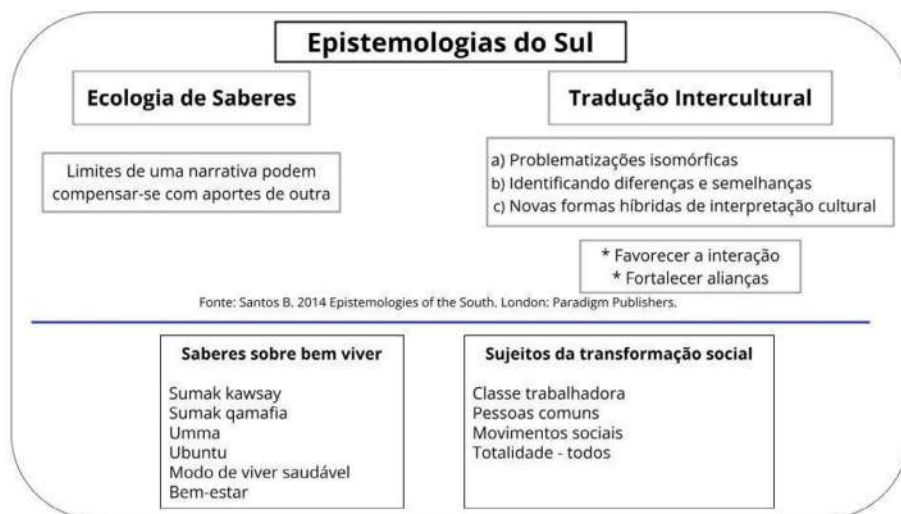 Epistemologias do Sul
Ecologia de Saberes
Limites de uma narrativa podem
compensar-se com aportes de outra
Tradução Intercultural
a) Problematizações isomórficas
b) Identificando diferenças e semelhanças
c) Novas formas híbridas de interpretação cultural
* Favorecer a interação
* Fortalecer alianças
Fonte: Santos B. 2014 Epistemologies of the South. London: Paradigm Publishers.
Saberes sobre bem viver
Sumak kawsay
Sumak qamafia
Umma
Ubuntu
Modo de viver saudável
Bem-estar
Sujeitos da transformação social
Classe trabalhadora
Pessoas comuns
Movimentos sociais
Totalidade - todos